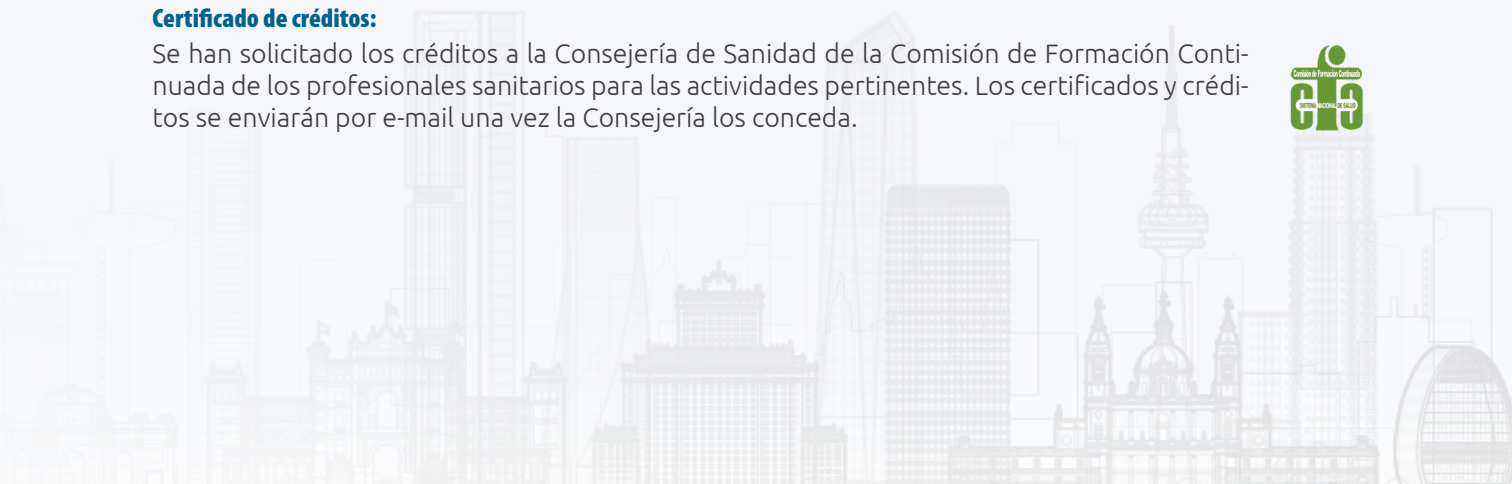 Certificado de créditos:
Se han solicitado los créditos a la Consejería de Sanidad de la Comisión de Formación Conti-
nuada de los profesionales sanitarios para las actividades pertinentes. Los certificados y crédi-
tos se enviarán por e-mail una vez la Consejería los conceda.
Comisión de Formación Continuada
SISTEMA NACIONAL DE SALUD